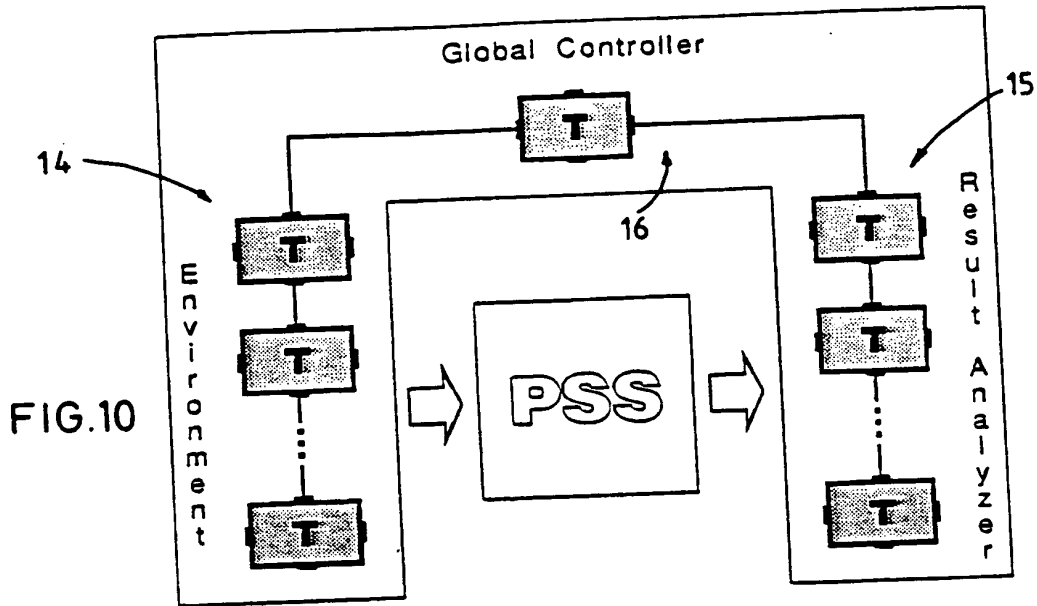 Global Controller
T
15
14
16
T
T
Environment
Result Analyzer
T
T
PSS
FIG.10
T
T